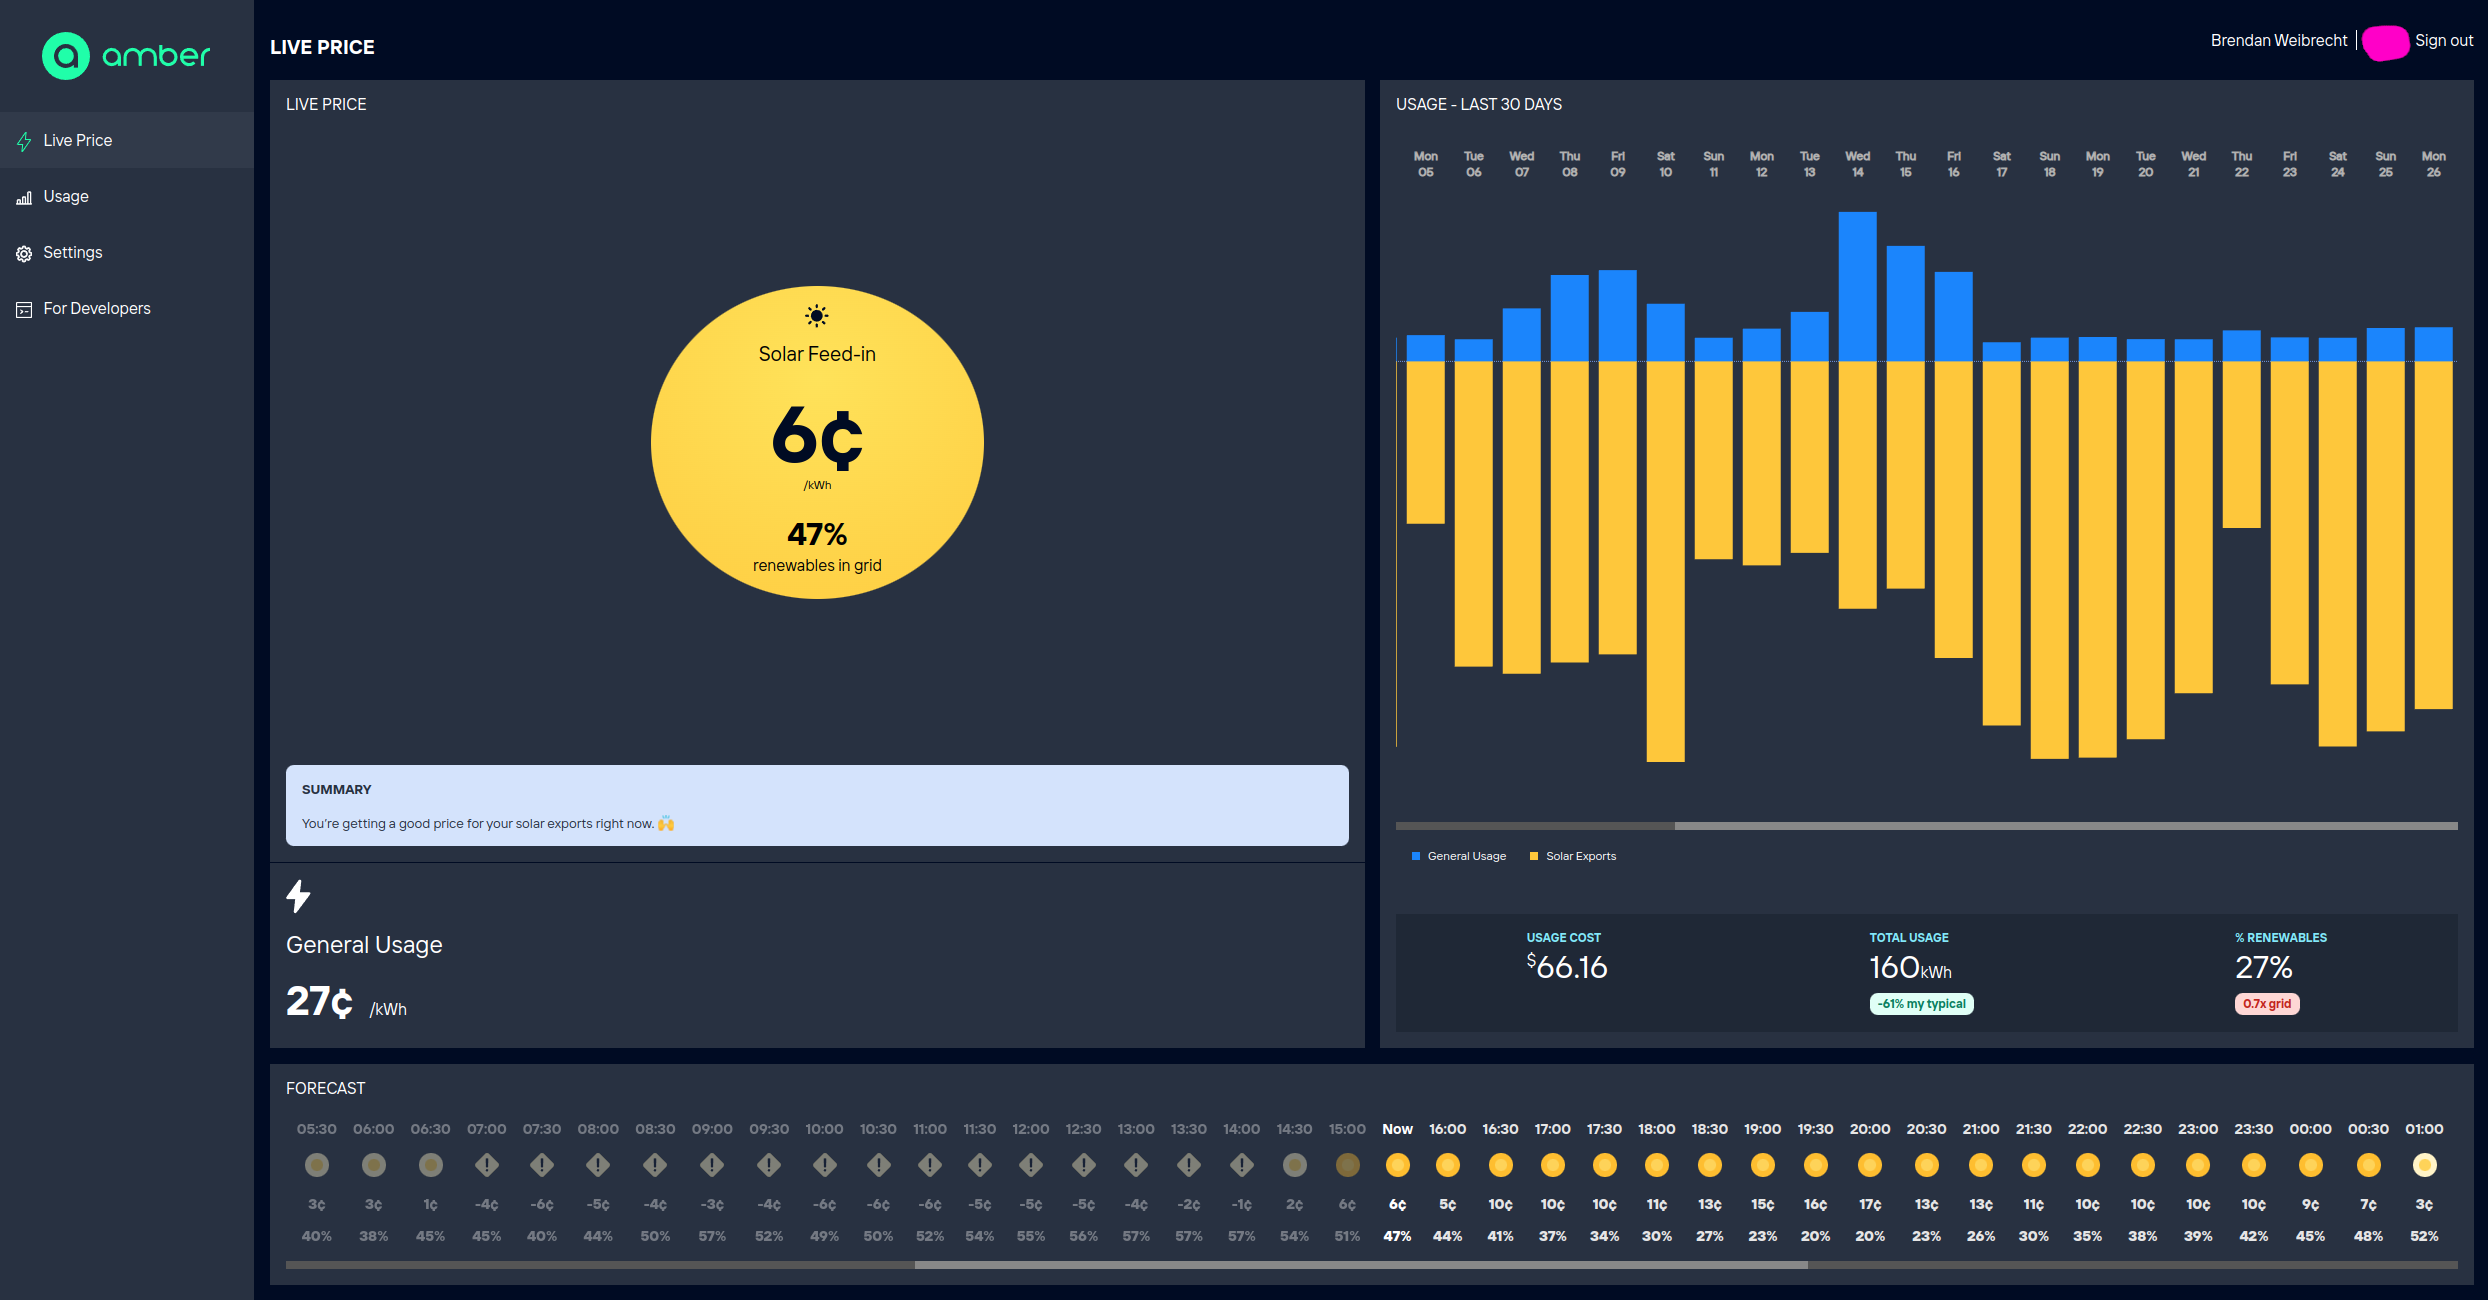 amber
Live Price
Usage
Settings
For Developers
LIVE PRICE
Brendan Weibrecht | Sign out
LIVE PRICE
Solar Feed-in
6¢
/kWh
47%
renewables in grid
SUMMARY
You're getting a good price for your solar exports right now. 🙌
General Usage
27¢ /kWh
USAGE - LAST 30 DAYS
Mon Tue Wed Thu Fri Sat Sun Mon Tue Wed Thu Fri Sat Sun Mon Tue Wed Thu Fri Sat Sun Mon
05 06 07 08 09 10 11 12 13 14 15 16 17 18 19 20 21 22 23 24 25 26
General Usage Solar Exports
USAGE COST TOTAL USAGE % RENEWABLES
$66.16 160kWh 27%
-61% my typical 0.7x grid
FORECAST
05:30 06:00 06:30 07:00 07:30 08:00 08:30 09:00 09:30 10:00 10:30 11:00 11:30 12:00 12:30 13:00 13:30 14:00 14:30 15:00 Now 16:00 16:30 17:00 17:30 18:00 18:30 19:00 19:30 20:00 20:30 21:00 21:30 22:00 22:30 23:00 23:30 00:00 00:30 01:00
3¢ 3¢ 1¢ -4¢ -6¢ -5¢ -4¢ -3¢ -4¢ -6¢ -6¢ -6¢ -5¢ -5¢ -5¢ -4¢ -2¢ -1¢ 2¢ 6¢ 6¢ 5¢ 10¢ 10¢ 10¢ 11¢ 13¢ 15¢ 16¢ 17¢ 13¢ 13¢ 11¢ 10¢ 10¢ 10¢ 10¢ 9¢ 7¢ 3¢
40% 38% 45% 45% 40% 44% 50% 57% 52% 49% 50% 52% 54% 55% 56% 57% 57% 57% 54% 51% 47% 44% 41% 37% 34% 30% 27% 23% 20% 20% 23% 26% 30% 35% 38% 39% 42% 45% 48% 52%